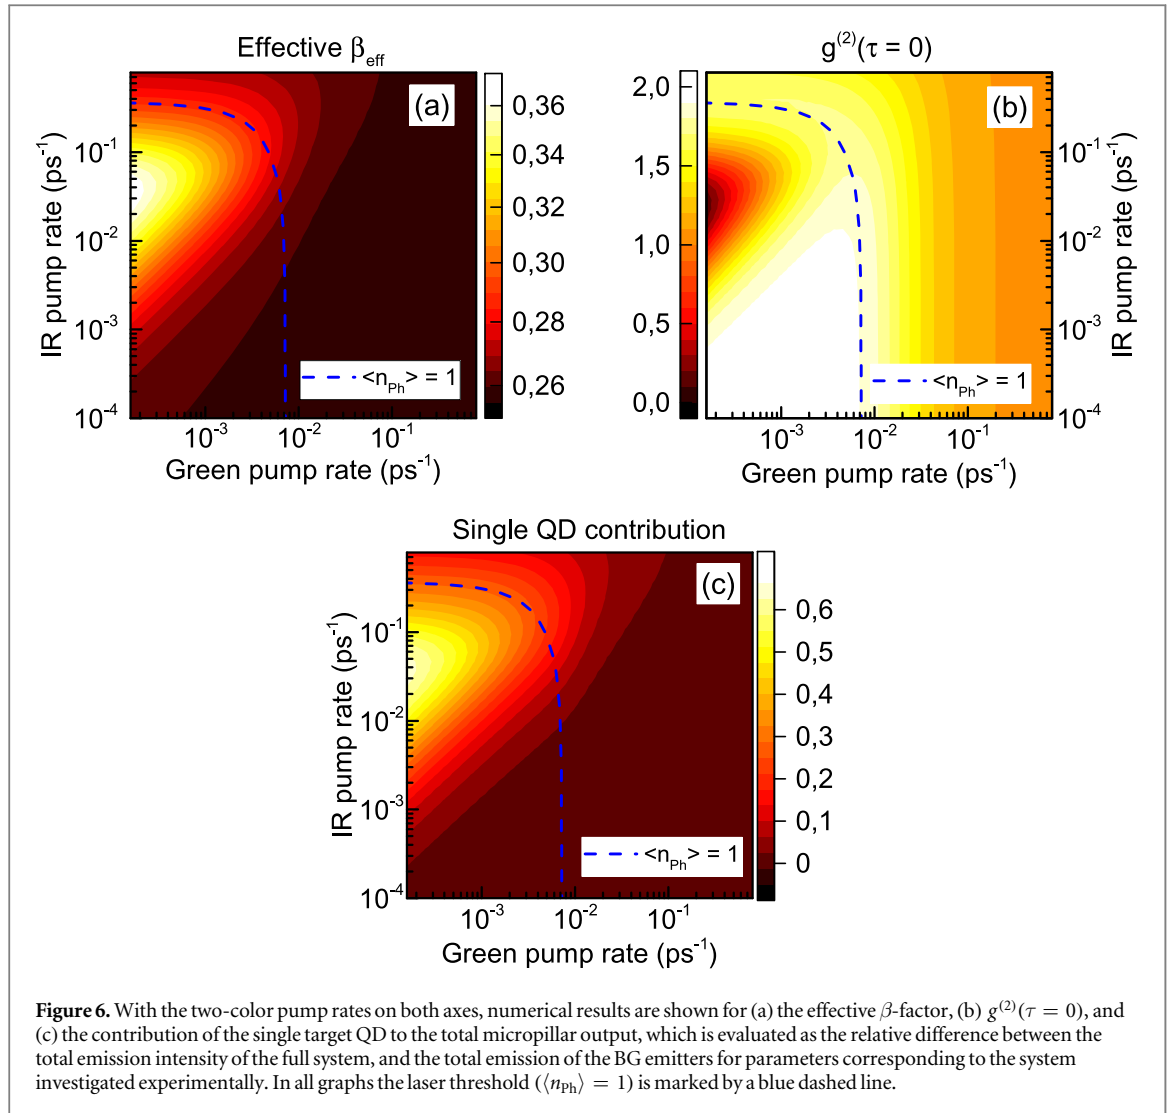 Effective β_eff
(a)
IR pump rate (ps⁻¹)
10⁻¹
10⁻²
10⁻³
10⁻⁴
<n_Ph> = 1
10⁻³ 10⁻² 10⁻¹
Green pump rate (ps⁻¹)
0,36
0,34
0,32
0,30
0,28
0,26
g⁽²⁾(τ = 0)
2,0
1,5
1,0
0,5
0,0
(b)
<n_Ph> = 1
10⁻¹
10⁻²
10⁻³
10⁻⁴
IR pump rate (ps⁻¹)
10⁻³ 10⁻² 10⁻¹
Green pump rate (ps⁻¹)
Single QD contribution
(c)
IR pump rate (ps⁻¹)
10⁻¹
10⁻²
10⁻³
10⁻⁴
<n_Ph> = 1
10⁻³ 10⁻² 10⁻¹
Green pump rate (ps⁻¹)
0,6
0,5
0,4
0,3
0,2
0,1
0
Figure 6. With the two-color pump rates on both axes, numerical results are shown for (a) the effective β-factor, (b) g⁽²⁾(τ = 0), and
(c) the contribution of the single target QD to the total micropillar output, which is evaluated as the relative difference between the
total emission intensity of the full system, and the total emission of the BG emitters for parameters corresponding to the system
investigated experimentally. In all graphs the laser threshold (⟨n_Ph⟩ = 1) is marked by a blue dashed line.